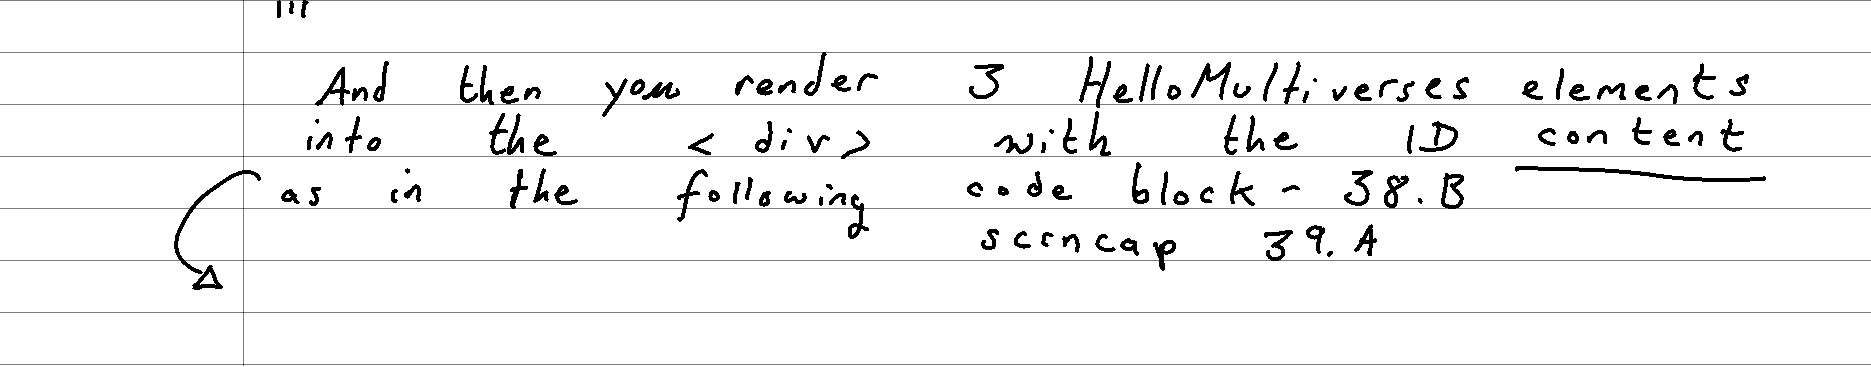 And then you render 3 HelloMultiverses elements
into the <div> with the ID content
as in the following code block - 38.B
scrncap 39.A